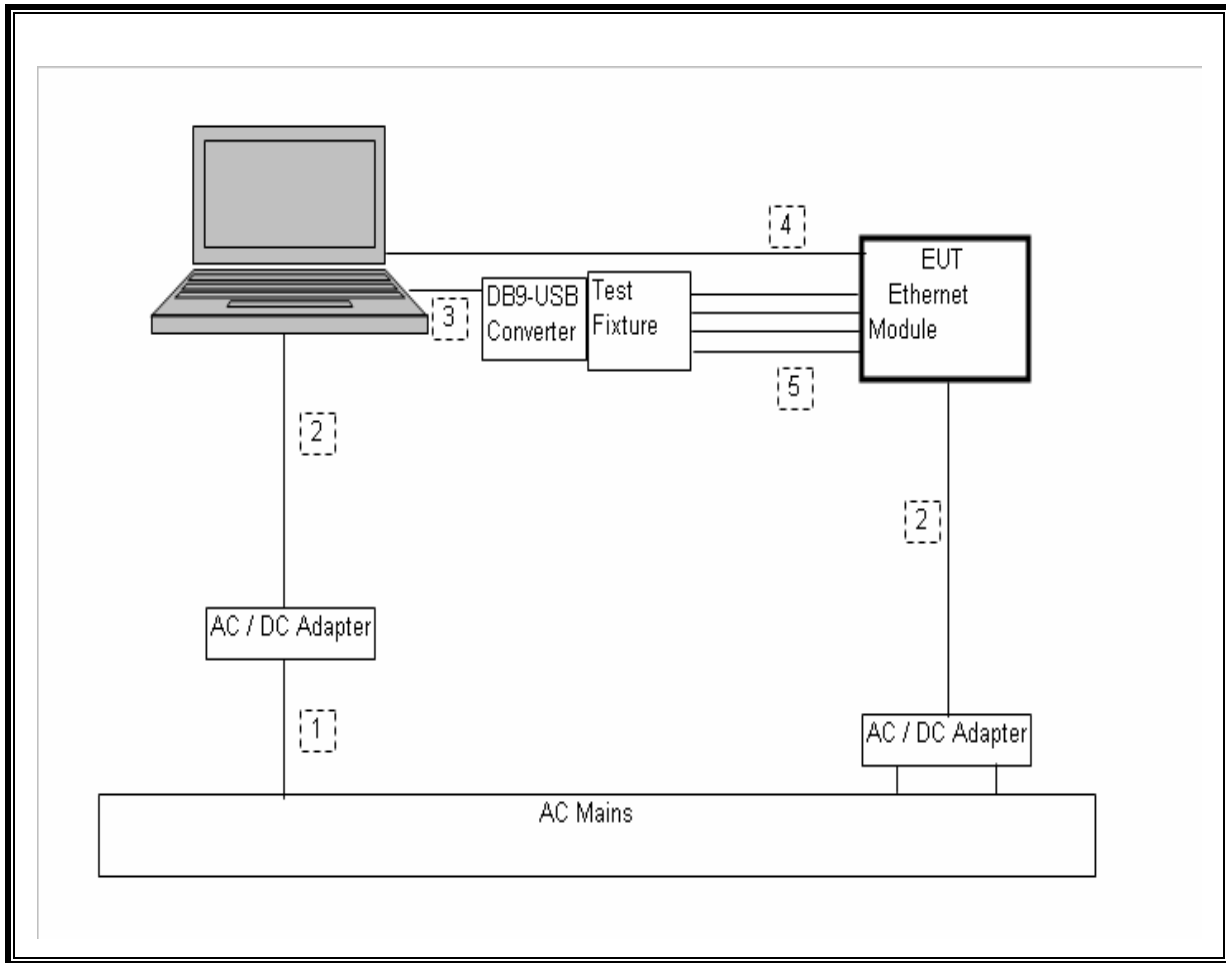 4
EUT
Ethernet
Module
DB9-USB
Converter
Test
Fixture
3
5
2
2
AC / DC Adapter
1
AC / DC Adapter
AC Mains